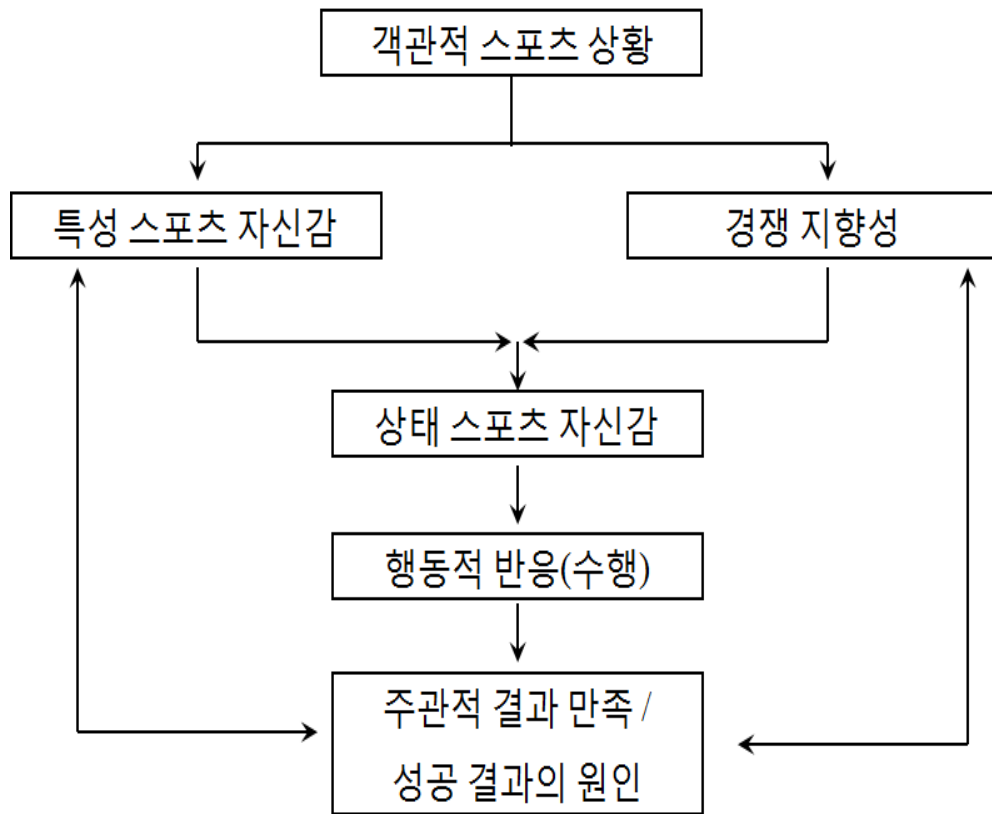 객관적 스포츠 상황
특성 스포츠 자신감
경쟁 지향성
상태 스포츠 자신감
행동적 반응(수행)
주관적 결과 만족 /
성공 결과의 원인